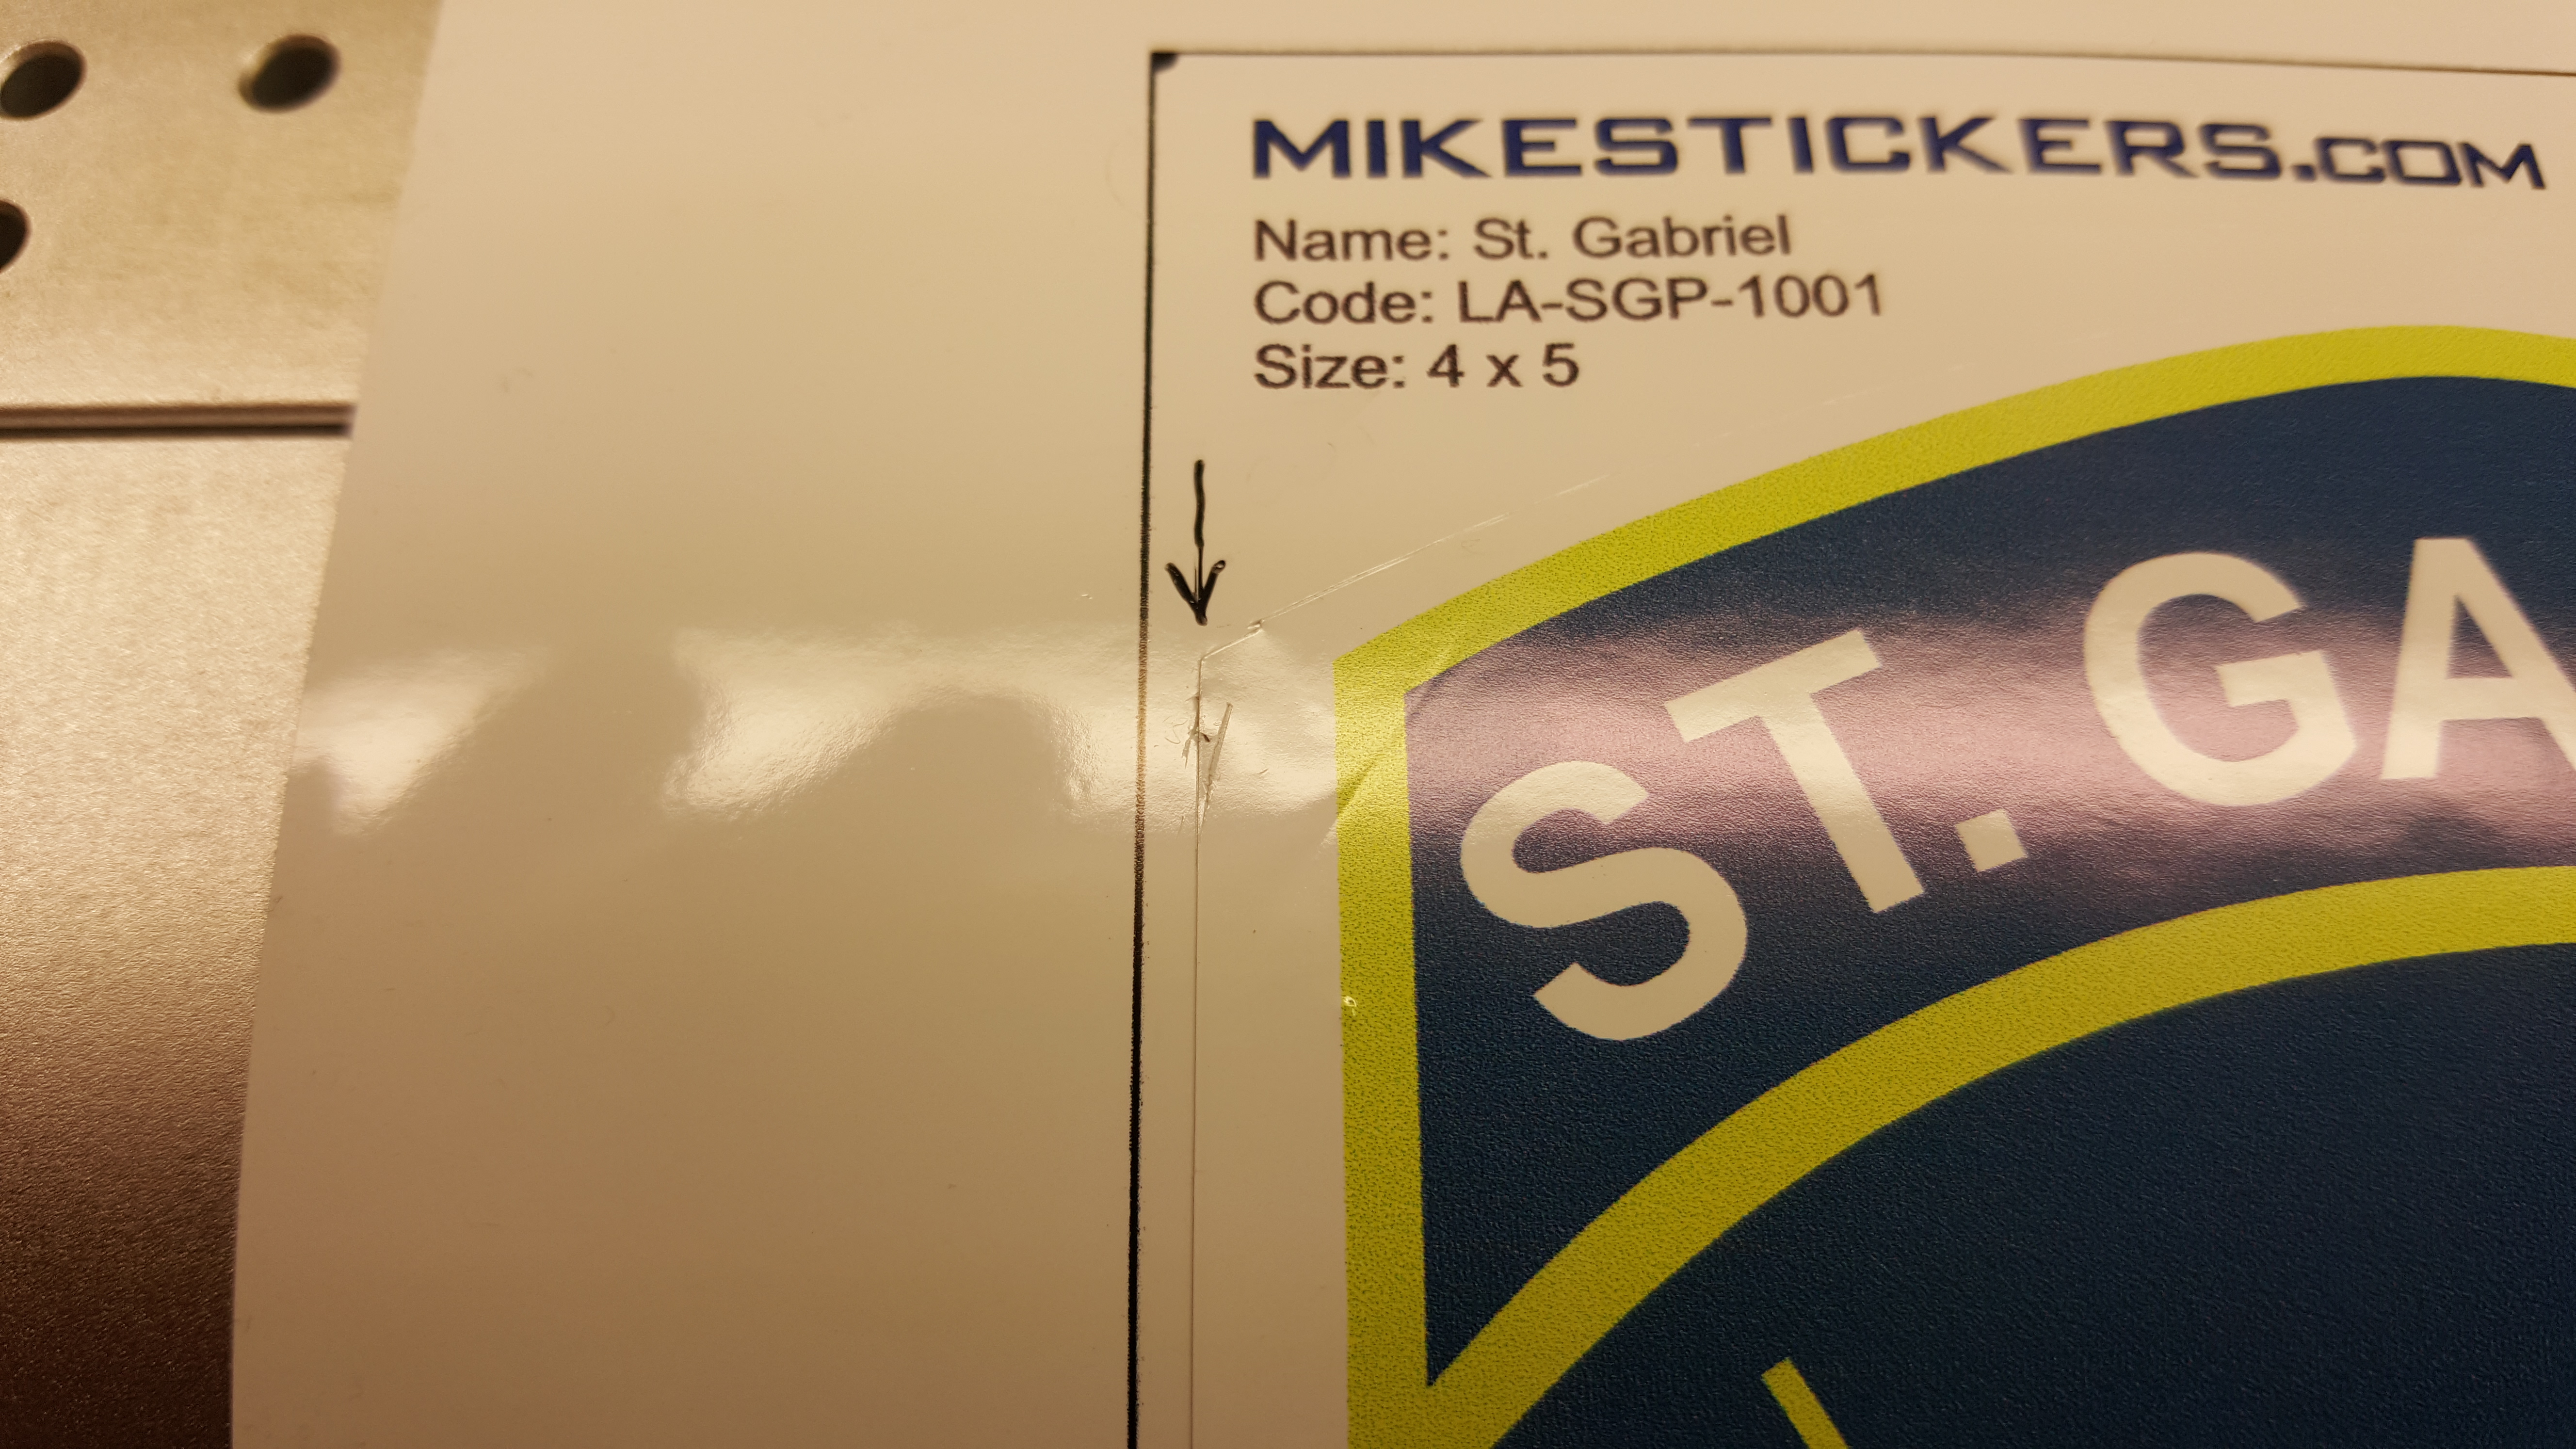 MIKESTICKERS.COM
Name: St. Gabriel
Code: LA-SGP-1001
Size: 4 x 5
ST. GA